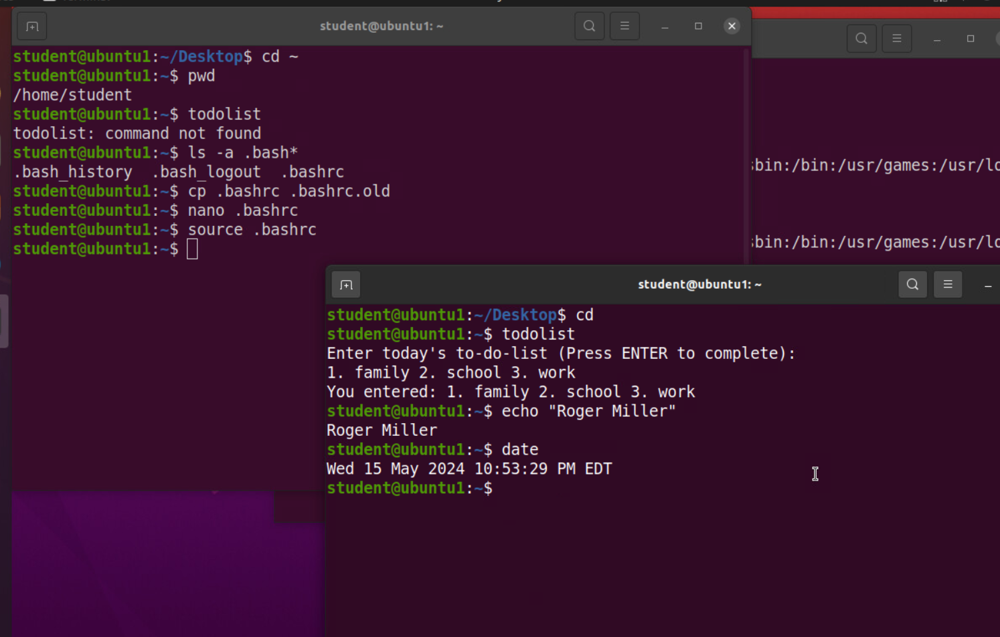 student@ubuntu1: ~
student@ubuntu1:~/Desktop$ cd ~
student@ubuntu1:~$ pwd
/home/student
student@ubuntu1:~$ todolist
todolist: command not found
student@ubuntu1:~$ ls -a .bash*
.bash_history  .bash_logout  .bashrc
student@ubuntu1:~$ cp .bashrc .bashrc.old
student@ubuntu1:~$ nano .bashrc
student@ubuntu1:~$ source .bashrc
student@ubuntu1:~$
sbin:/bin:/usr/games:/usr/lo
sbin:/bin:/usr/games:/usr/lo
student@ubuntu1: ~
student@ubuntu1:~/Desktop$ cd
student@ubuntu1:~$ todolist
Enter today's to-do-list (Press ENTER to complete):
1. family 2. school 3. work
You entered: 1. family 2. school 3. work
student@ubuntu1:~$ echo "Roger Miller"
Roger Miller
student@ubuntu1:~$ date
Wed 15 May 2024 10:53:29 PM EDT
student@ubuntu1:~$